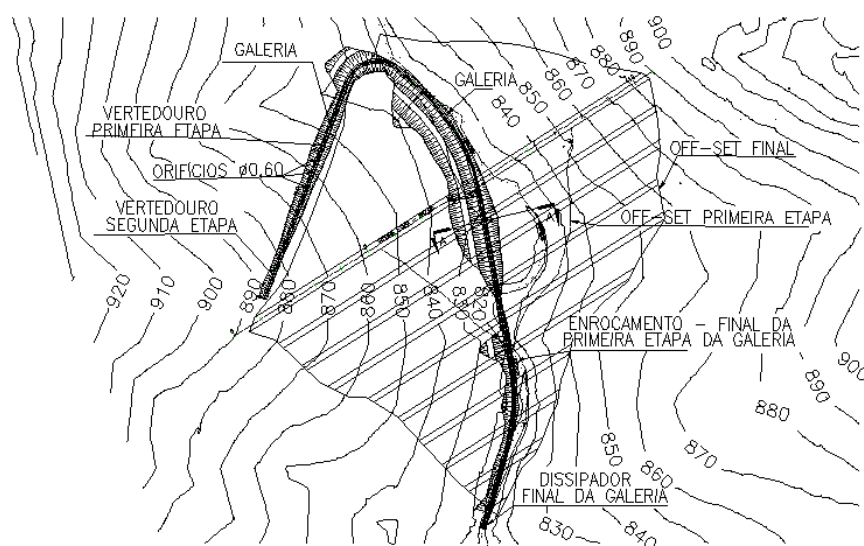 GALERIA
GALERIA
VERTEDOURO
PRIMEIRA ETAPA
ORIFÍCIOS ø0.60
VERTEDOURO
SEGUNDA ETAPA
OFF-SET FINAL
OFF-SET PRIMEIRA ETAPA
ENROCAMENTO - FINAL DA
PRIMEIRA ETAPA DA GALERIA
DISSIPADOR
FINAL DA GALERIA
900
890
880
870
860
850
840
A
A
920
910
900
890
880
870
860
850
840
830
820
900
890
880
870
860
850
840
830